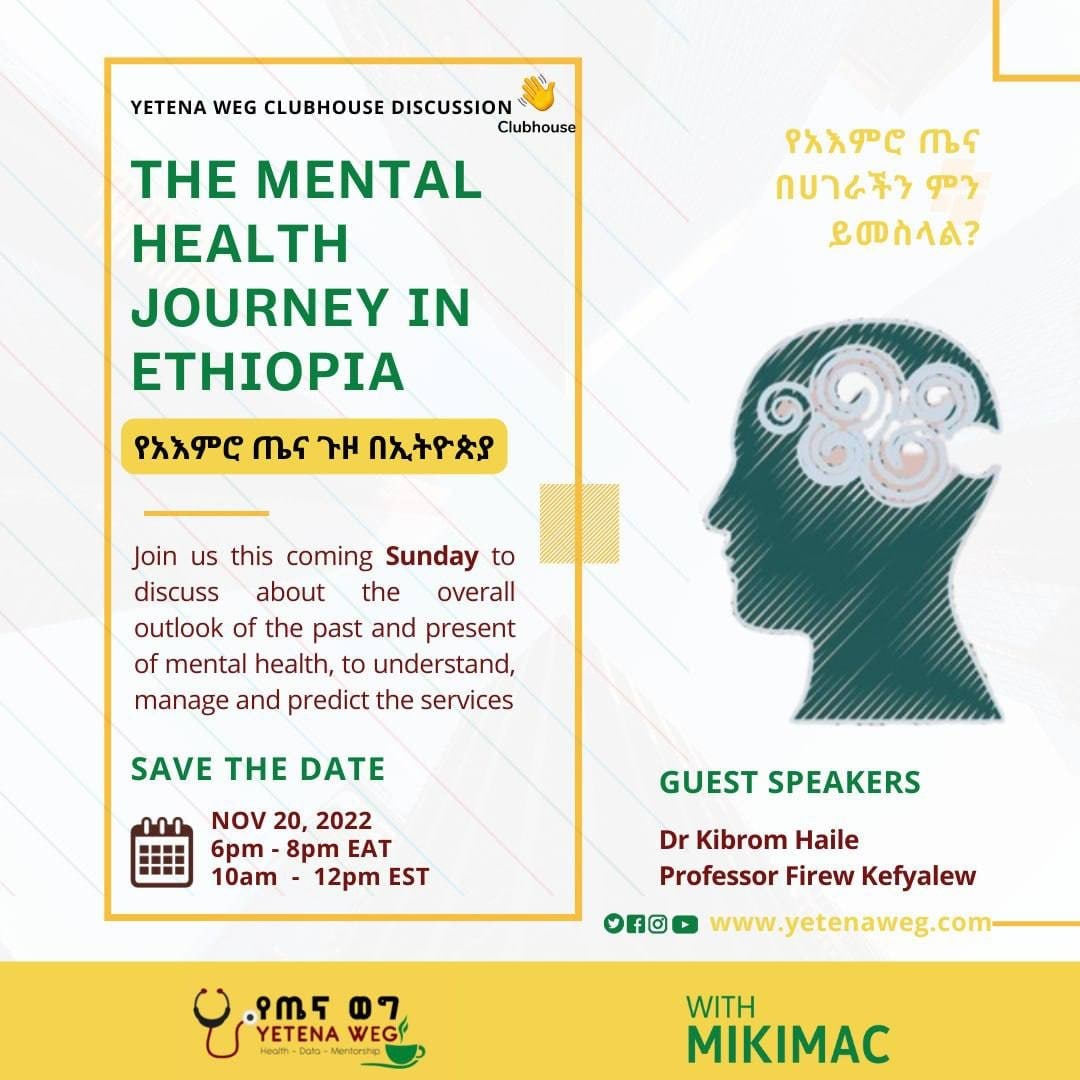 YETENA WEG CLUBHOUSE DISCUSSION
Clubhouse
THE MENTAL
HEALTH
JOURNEY IN
ETHIOPIA
የአእምሮ ጤና ጉዞ በኢትዮጵያ
Join us this coming Sunday to
discuss about the overall
outlook of the past and present
of mental health, to understand,
manage and predict the services
SAVE THE DATE
NOV 20, 2022
6pm - 8pm EAT
10am - 12pm EST
የአእምሮ ጤና
በሀገራችን ምን
ይመስላል?
GUEST SPEAKERS
Dr Kibrom Haile
Professor Firew Kefyalew
www.yetenaweg.com
የጤና ወግ
YETENA WEG
Health - Data - Mentorship
WITH
MIKIMAC